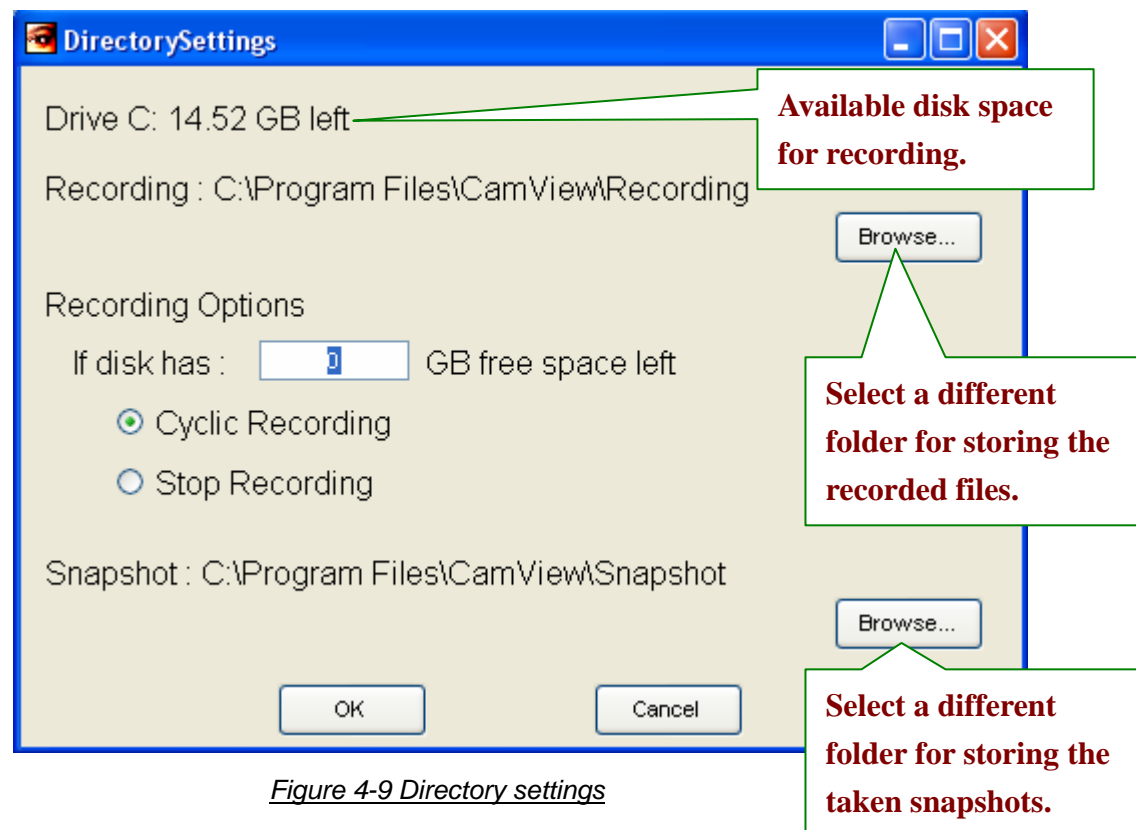 DirectorySettings
Drive C: 14.52 GB left
Available disk space
for recording.
Recording : C:\Program Files\CamView\Recording
Browse...
Recording Options
If disk has : 0 GB free space left
Select a different
folder for storing the
recorded files.
Cyclic Recording
Stop Recording
Snapshot : C:\Program Files\CamView\Snapshot
Browse...
OK Cancel
Select a different
folder for storing the
taken snapshots.
Figure 4-9 Directory settings